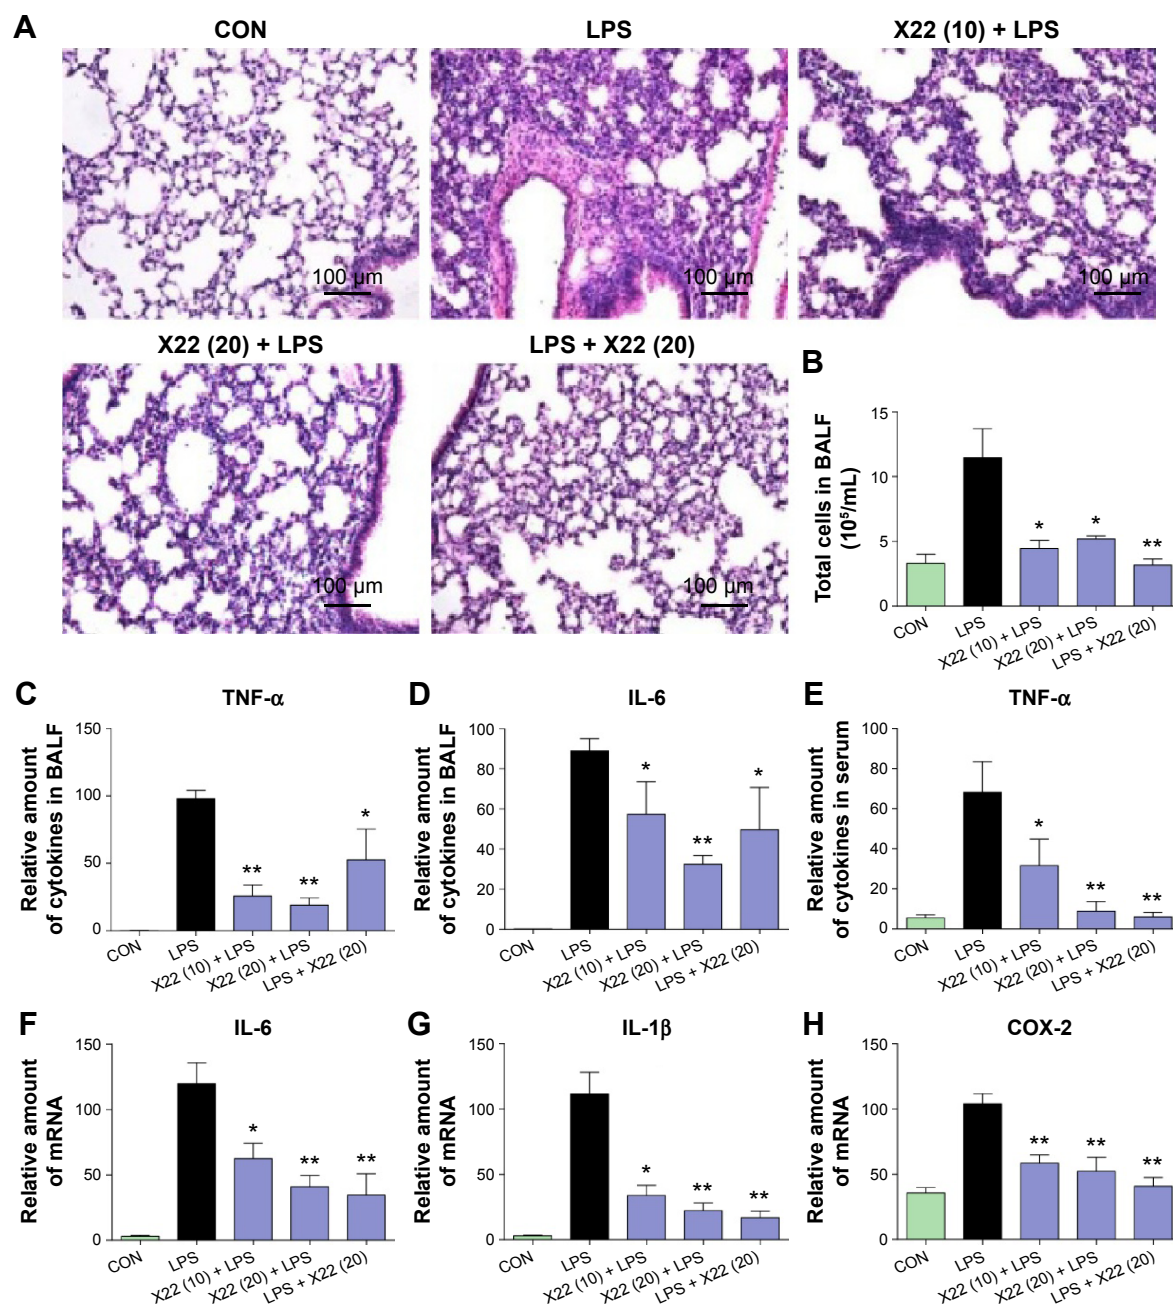 A
CON
LPS
X22 (10) + LPS
100 μm
100 μm
100 μm
X22 (20) + LPS
LPS + X22 (20)
100 μm
100 μm
B
Total cells in BALF
(10⁵/mL)
15
10
5
0
*
*
**
CON
LPS
X22 (10) + LPS
X22 (20) + LPS
LPS + X22 (20)
C
TNF-α
Relative amount
of cytokines in BALF
150
100
50
0
**
**
*
CON
LPS
X22 (10) + LPS
X22 (20) + LPS
LPS + X22 (20)
D
IL-6
Relative amount
of cytokines in BALF
100
80
60
40
20
0
*
**
*
CON
LPS
X22 (10) + LPS
X22 (20) + LPS
LPS + X22 (20)
E
TNF-α
Relative amount
of cytokines in serum
100
80
60
40
20
0
*
**
**
CON
LPS
X22 (10) + LPS
X22 (20) + LPS
LPS + X22 (20)
F
IL-6
Relative amount
of mRNA
150
100
50
0
*
**
**
CON
LPS
X22 (10) + LPS
X22 (20) + LPS
LPS + X22 (20)
G
IL-1β
Relative amount
of mRNA
150
100
50
0
*
**
**
CON
LPS
X22 (10) + LPS
X22 (20) + LPS
LPS + X22 (20)
H
COX-2
Relative amount
of mRNA
150
100
50
0
**
**
**
CON
LPS
X22 (10) + LPS
X22 (20) + LPS
LPS + X22 (20)